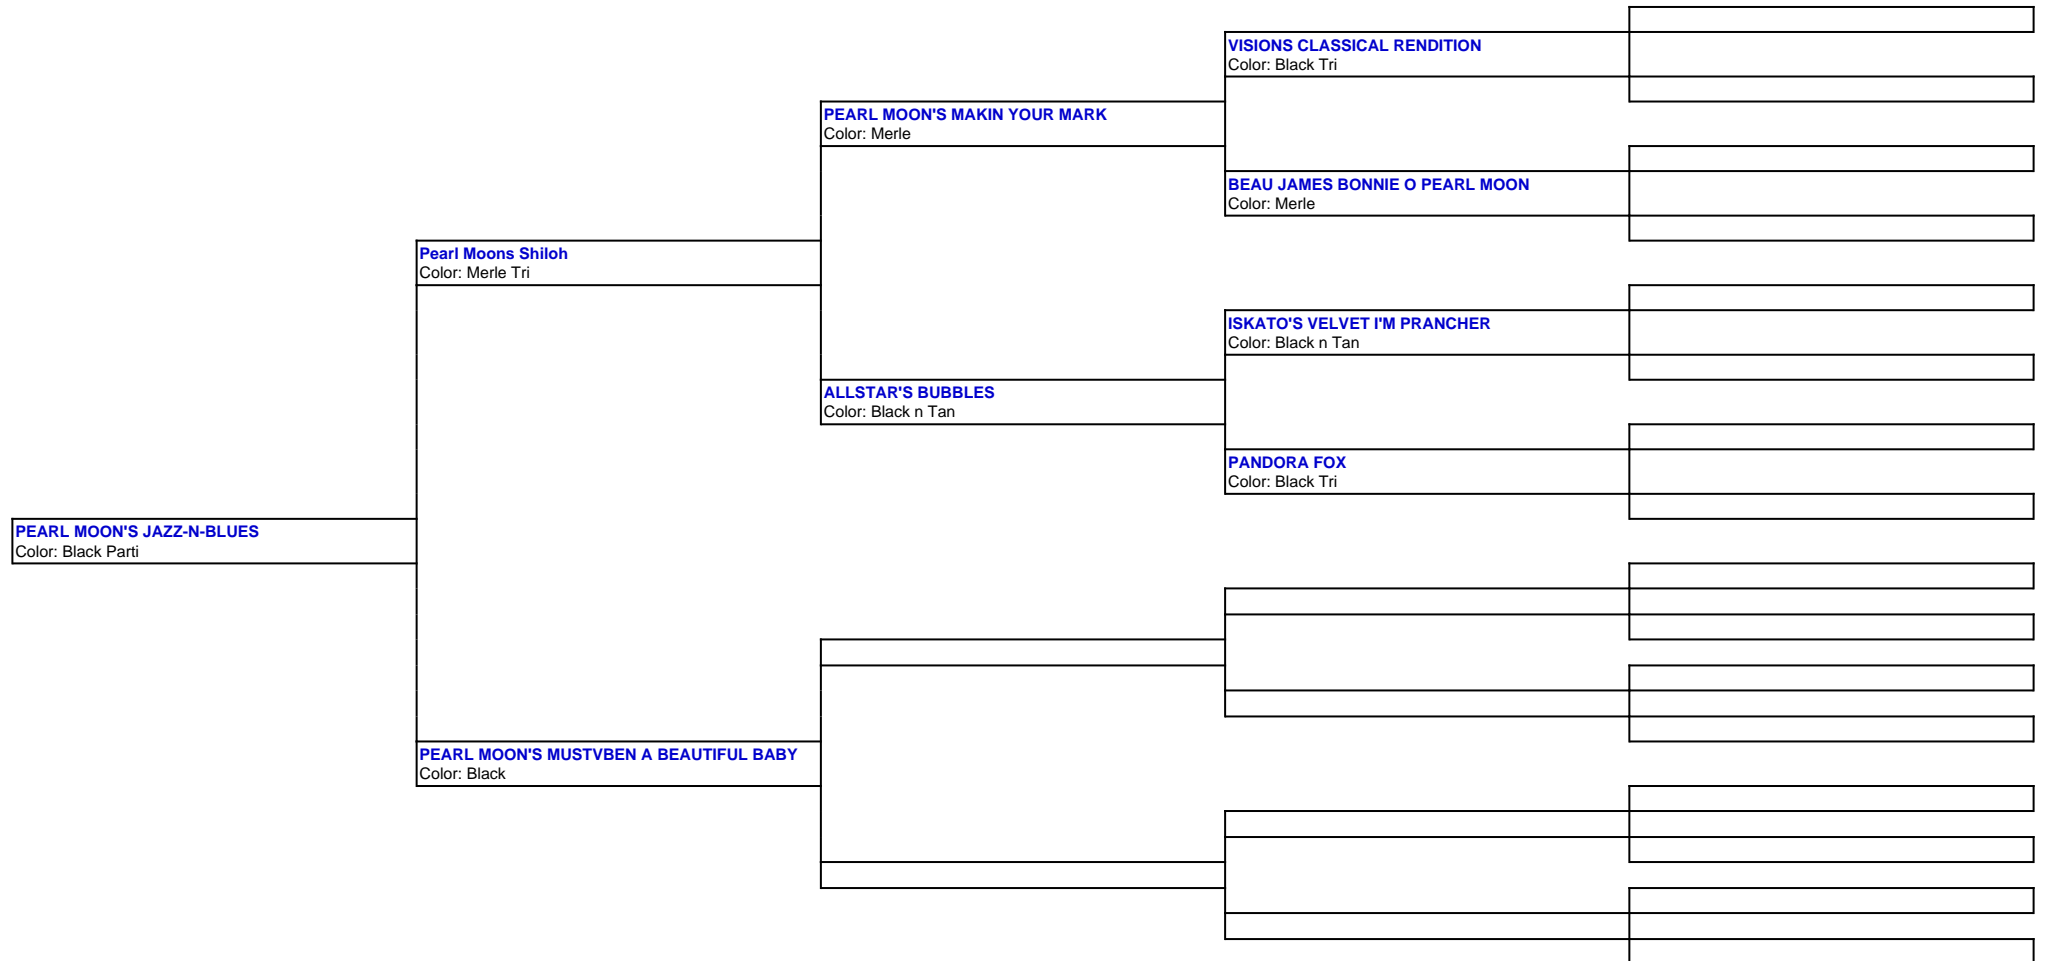 VISIONS CLASSICAL RENDITION
Color: Black Tri
PEARL MOON'S MAKIN YOUR MARK
Color: Merle
BEAU JAMES BONNIE O PEARL MOON
Color: Merle
Pearl Moons Shiloh
Color: Merle Tri
ISKATO'S VELVET I'M PRANCHER
Color: Black n Tan
ALLSTAR'S BUBBLES
Color: Black n Tan
PANDORA FOX
Color: Black Tri
PEARL MOON'S JAZZ-N-BLUES
Color: Black Parti
PEARL MOON'S MUSTVBEN A BEAUTIFUL BABY
Color: Black